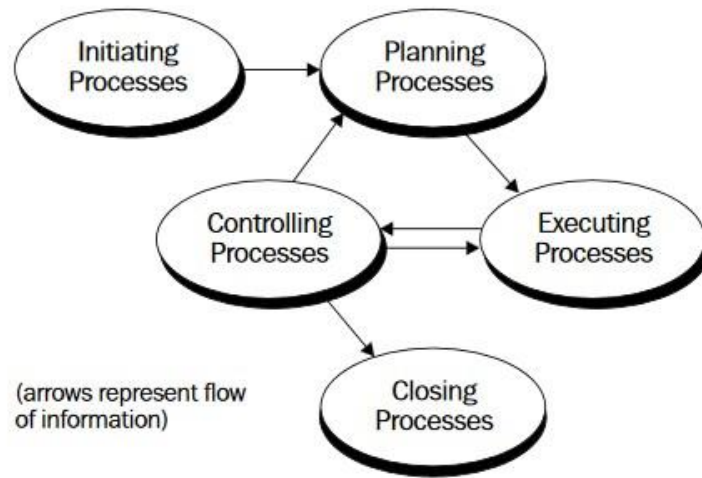 Initiating
Processes
Planning
Processes
Controlling
Processes
Executing
Processes
(arrows represent flow
of information)
Closing
Processes